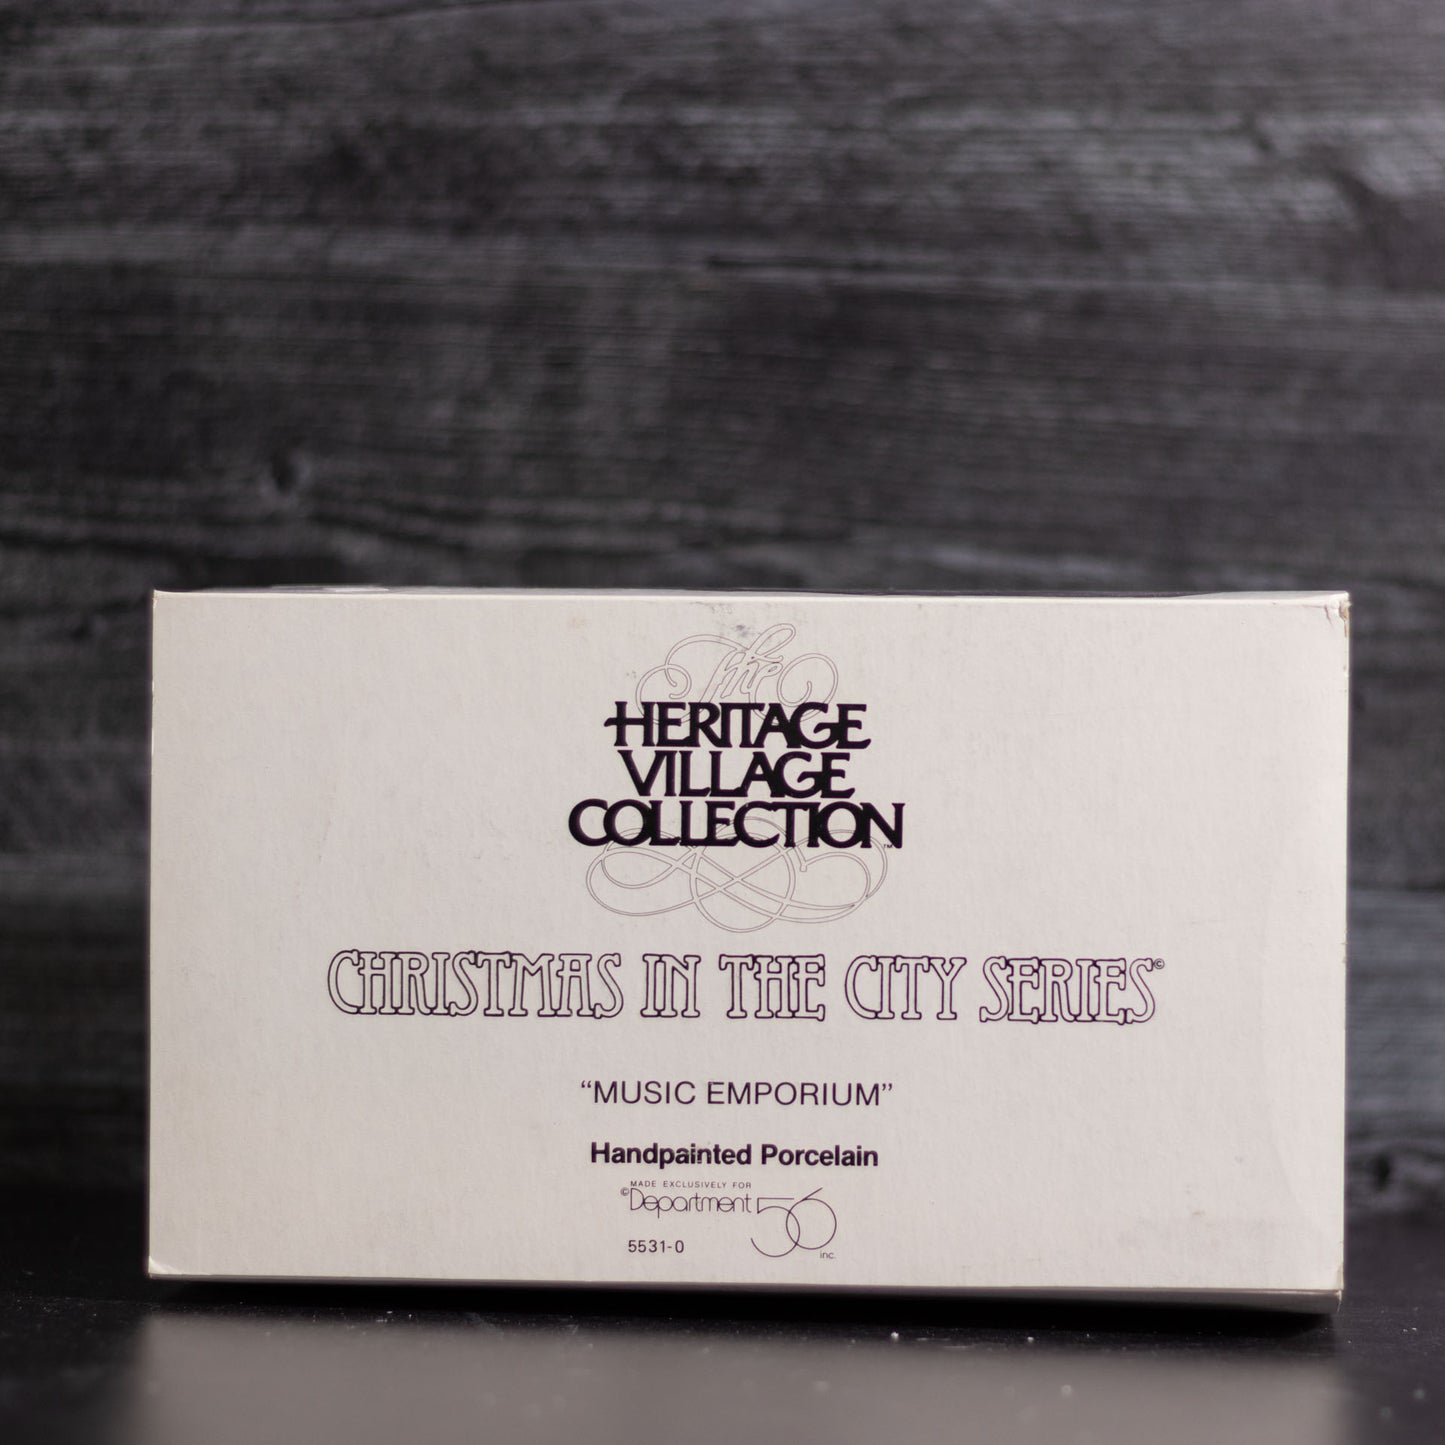 the
HERITAGE
VILLAGE
COLLECTION™
CHRISTMAS IN THE CITY SERIES©
“MUSIC EMPORIUM”
Handpainted Porcelain
MADE EXCLUSIVELY FOR
©Department 56 inc.
5531-0